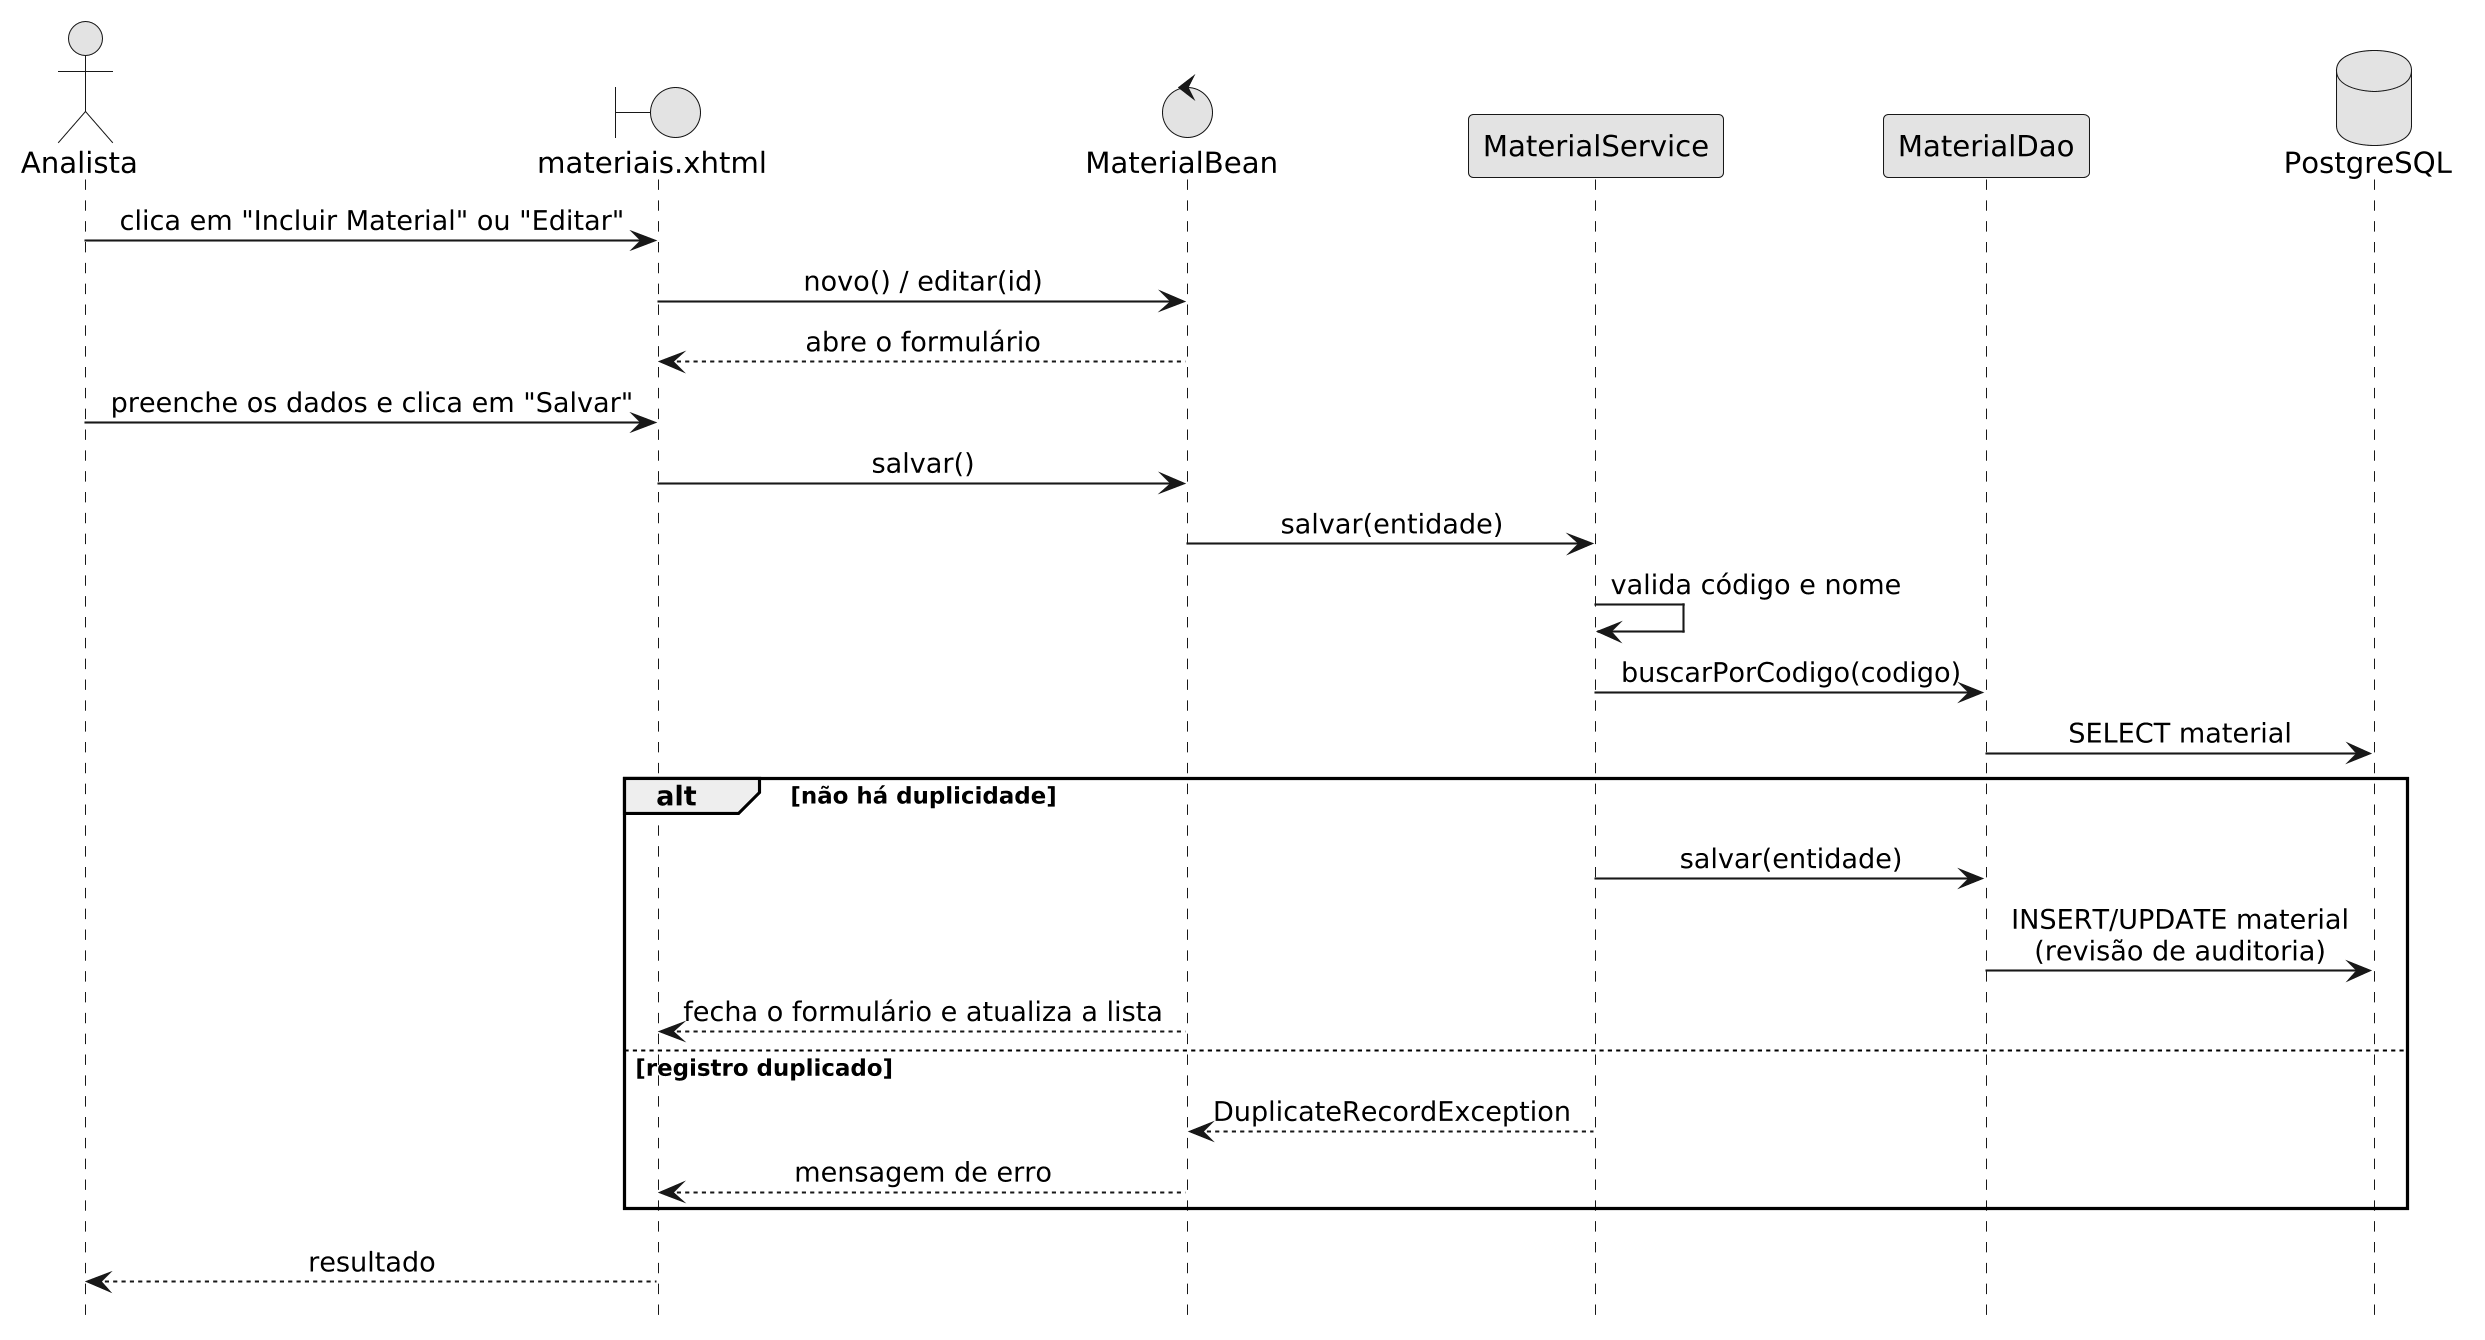 Analista
materiais.xhtml
MaterialBean
MaterialService
MaterialDao
PostgreSQL
clica em "Incluir Material" ou "Editar"
novo() / editar(id)
abre o formulário
preenche os dados e clica em "Salvar"
salvar()
salvar(entidade)
valida código e nome
buscarPorCodigo(codigo)
SELECT material
alt
[não há duplicidade]
salvar(entidade)
INSERT/UPDATE material
(revisão de auditoria)
fecha o formulário e atualiza a lista
[registro duplicado]
DuplicateRecordException
mensagem de erro
resultado